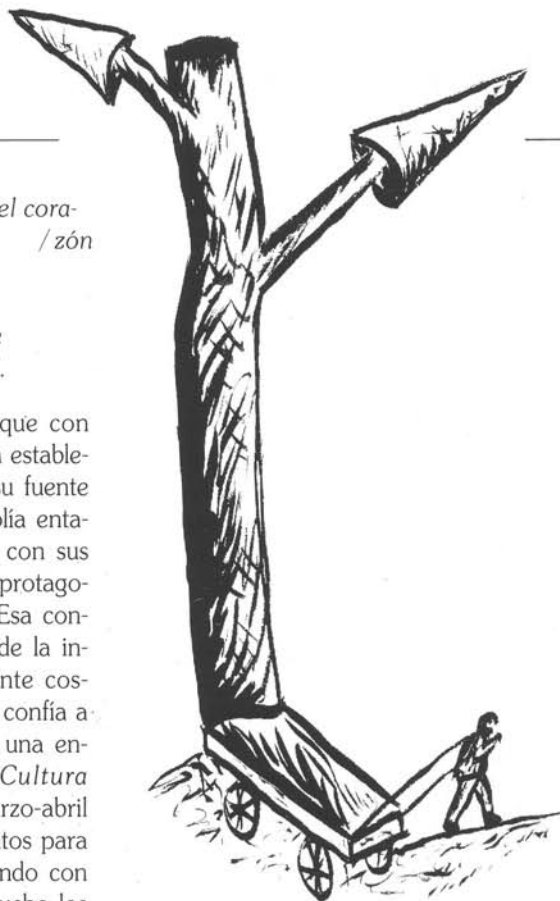 el cora-
/zón
que con
estable-
su fuente
olía enta-
con sus
protago-
Esa con-
de la in-
nte cos-
confía a
una en-
Cultura
rzo-abril
tos para
ndo con